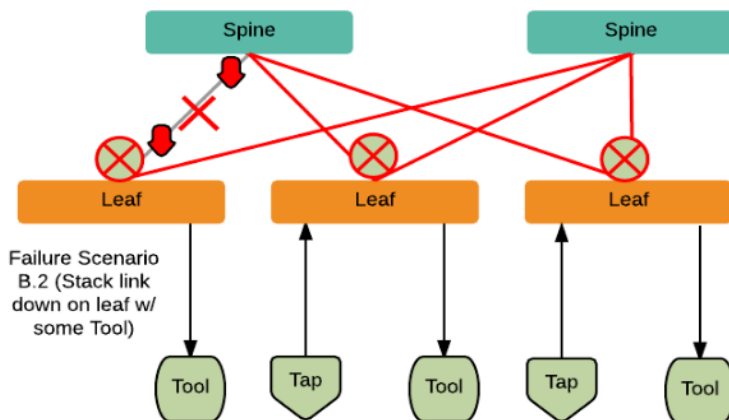 Spine
Spine
Leaf
Leaf
Leaf
Failure Scenario
B.2 (Stack link
down on leaf w/
some Tool)
Tool
Tap
Tool
Tap
Tool